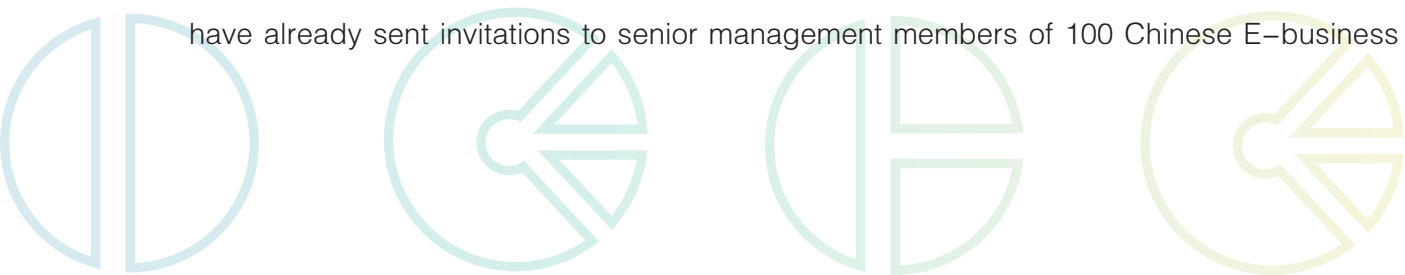 have already sent invitations to senior management members of 100 Chinese E–business